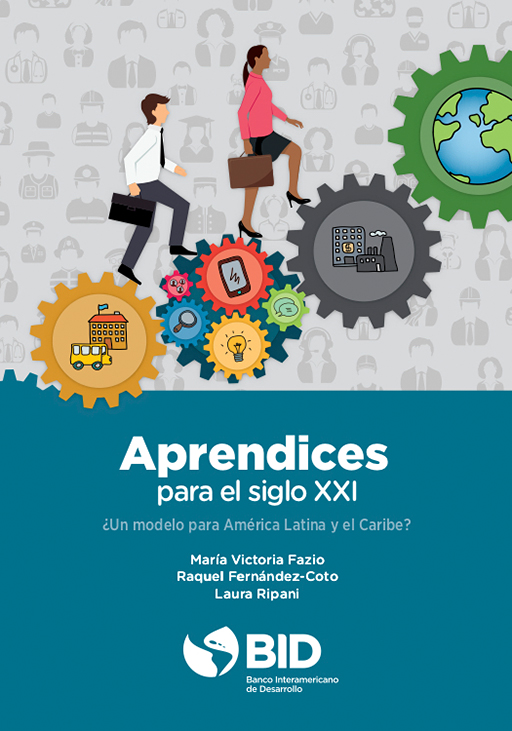 Aprendices
para el siglo XXI
¿Un modelo para América Latina y el Caribe?
María Victoria Fazio
Raquel Fernández-Coto
Laura Ripani
BID
Banco Interamericano
de Desarrollo